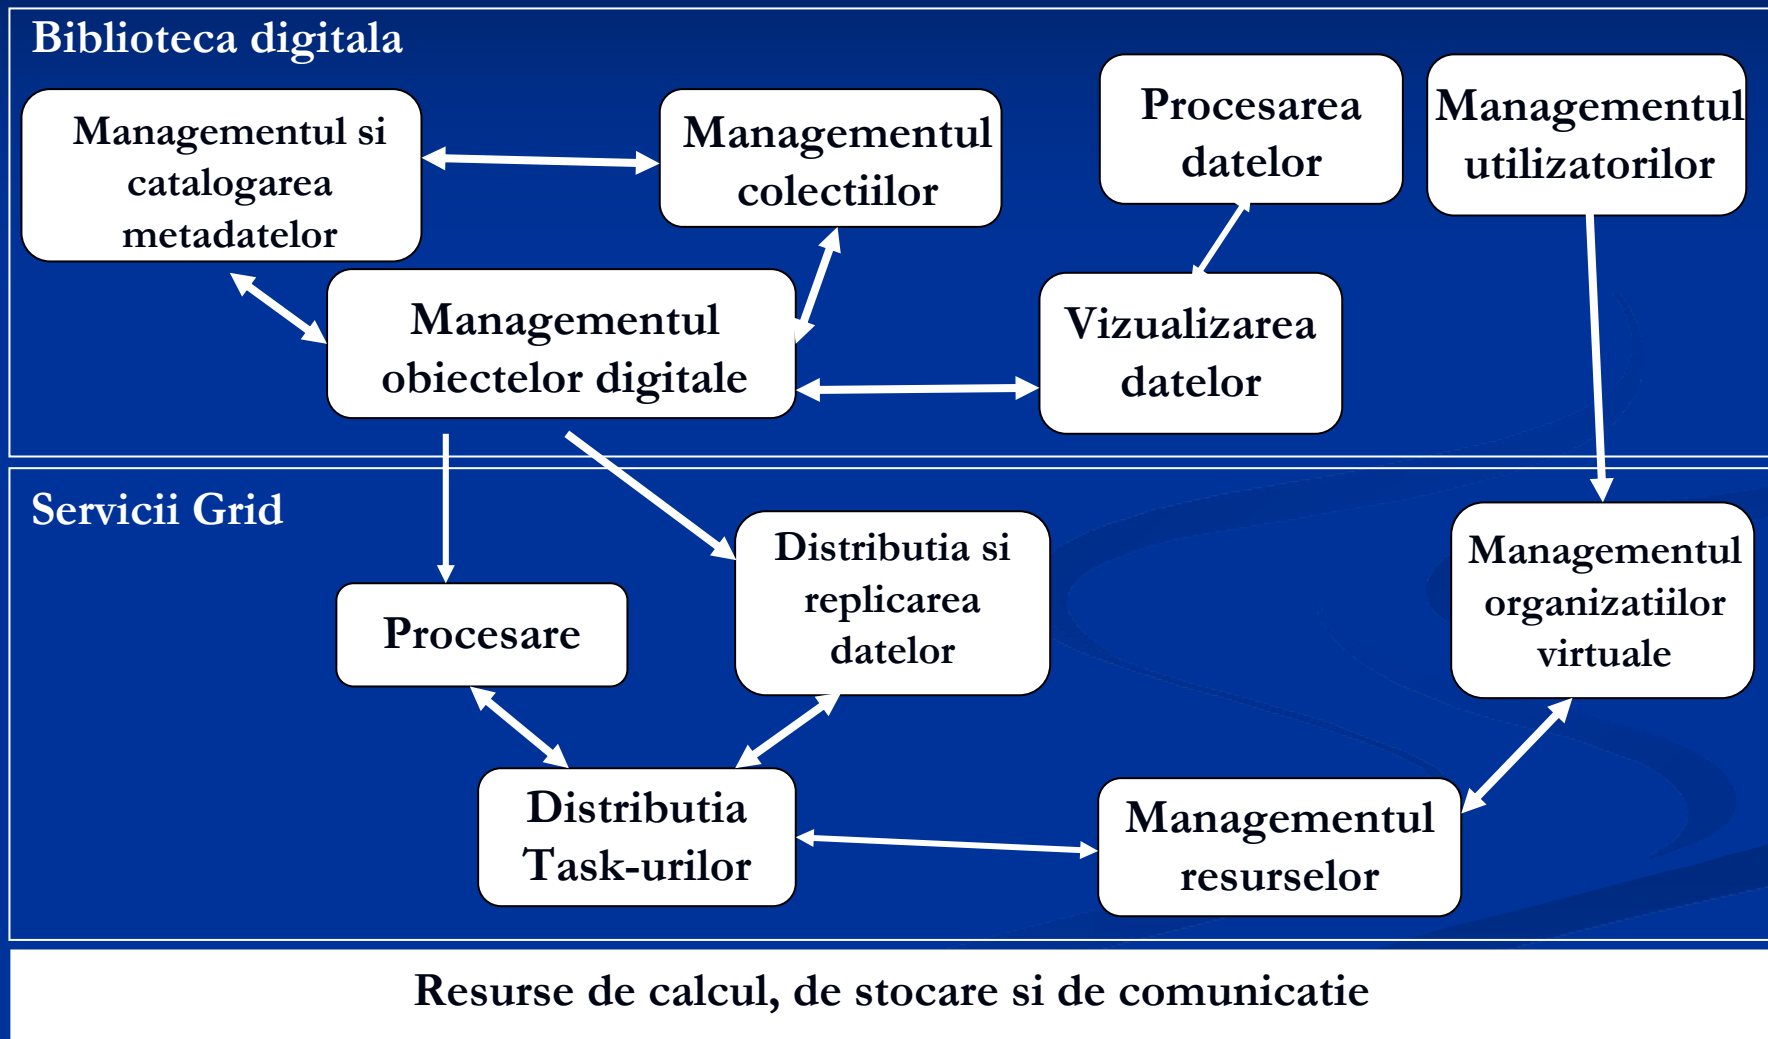 Biblioteca digitala
Managementul si
catalogarea
metadatelor
Managementul
colectiilor
Procesarea
datelor
Managementul
utilizatorilor
Managementul
obiectelor digitale
Vizualizarea
datelor
Servicii Grid
Procesare
Distributia si
replicarea
datelor
Managementul
organizatiilor
virtuale
Distributia
Task-urilor
Managementul
resurselor
Resurse de calcul, de stocare si de comunicatie